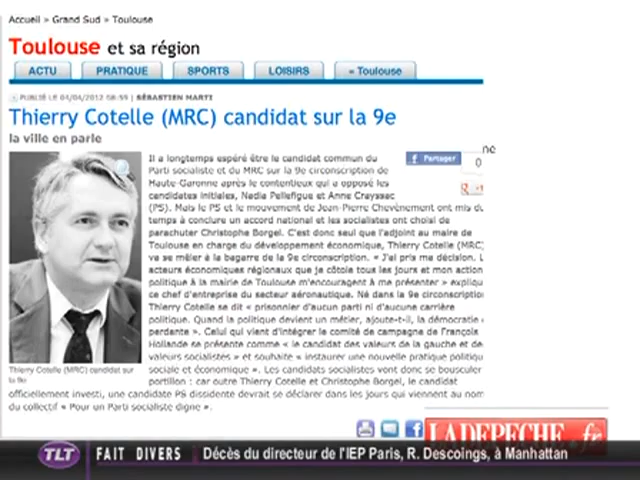 Accueil » Grand Sud » Toulouse
Toulouse et sa région
ACTU PRATIQUE SPORTS LOISIRS » Toulouse
PUBLIÉ LE 04/04/2012 08:59 | SÉBASTIEN MARTI
Thierry Cotelle (MRC) candidat sur la 9e
la ville en parle
ne
Partager 0
Il a longtemps espéré être le candidat commun du
Parti socialiste et du MRC sur la 9e circonscription de
Haute-Garonne après le contentieux qui a opposé les
candidates initiales, Nadia Pellefigue et Anne Crayssac
(PS). Mais le PS et le mouvement de Jean-Pierre Chevènement ont mis du
temps à conclure un accord national et les socialistes ont choisi de
parachuter Christophe Borgel. C'est donc seul que l'adjoint au maire de
Toulouse en charge du développement économique, Thierry Cotelle (MRC)
va se mêler à la bagarre de la 9e circonscription. « J'ai pris me décision. L
acteurs économiques régionaux que je côtoie tous les jours et mon action
politique à la mairie de Toulouse m'encouragent à me présenter » expliqu
ce chef d'entreprise du secteur aéronautique. Né dans la 9e circonscription
Thierry Cotelle se dit « prisonnier d'aucun parti ni d'aucune carrière
politique. Quand la politique devient un métier, ajoute-t-il, la démocratie e
perdante ». Celui qui vient d'intégrer le comité de campagne de François
Hollande se présente comme « le candidat des valeurs de la gauche et de
valeurs socialistes » et souhaite « instaurer une nouvelle pratique politiqu
sociale et économique ». Les candidats socialistes vont donc se bousculer
portillon : car outre Thierry Cotelle et Christophe Borgel, le candidat
officiellement investi, une candidate PS dissidente devrait se déclarer dans les jours qui viennent au nom
du collectif « Pour un Parti socialiste digne ».
Thierry Cotelle (MRC) candidat sur
la 9e
LADEPECHE.fr
TLT FAIT DIVERS Décès du directeur de l'IEP Paris, R. Descoings, à Manhattan